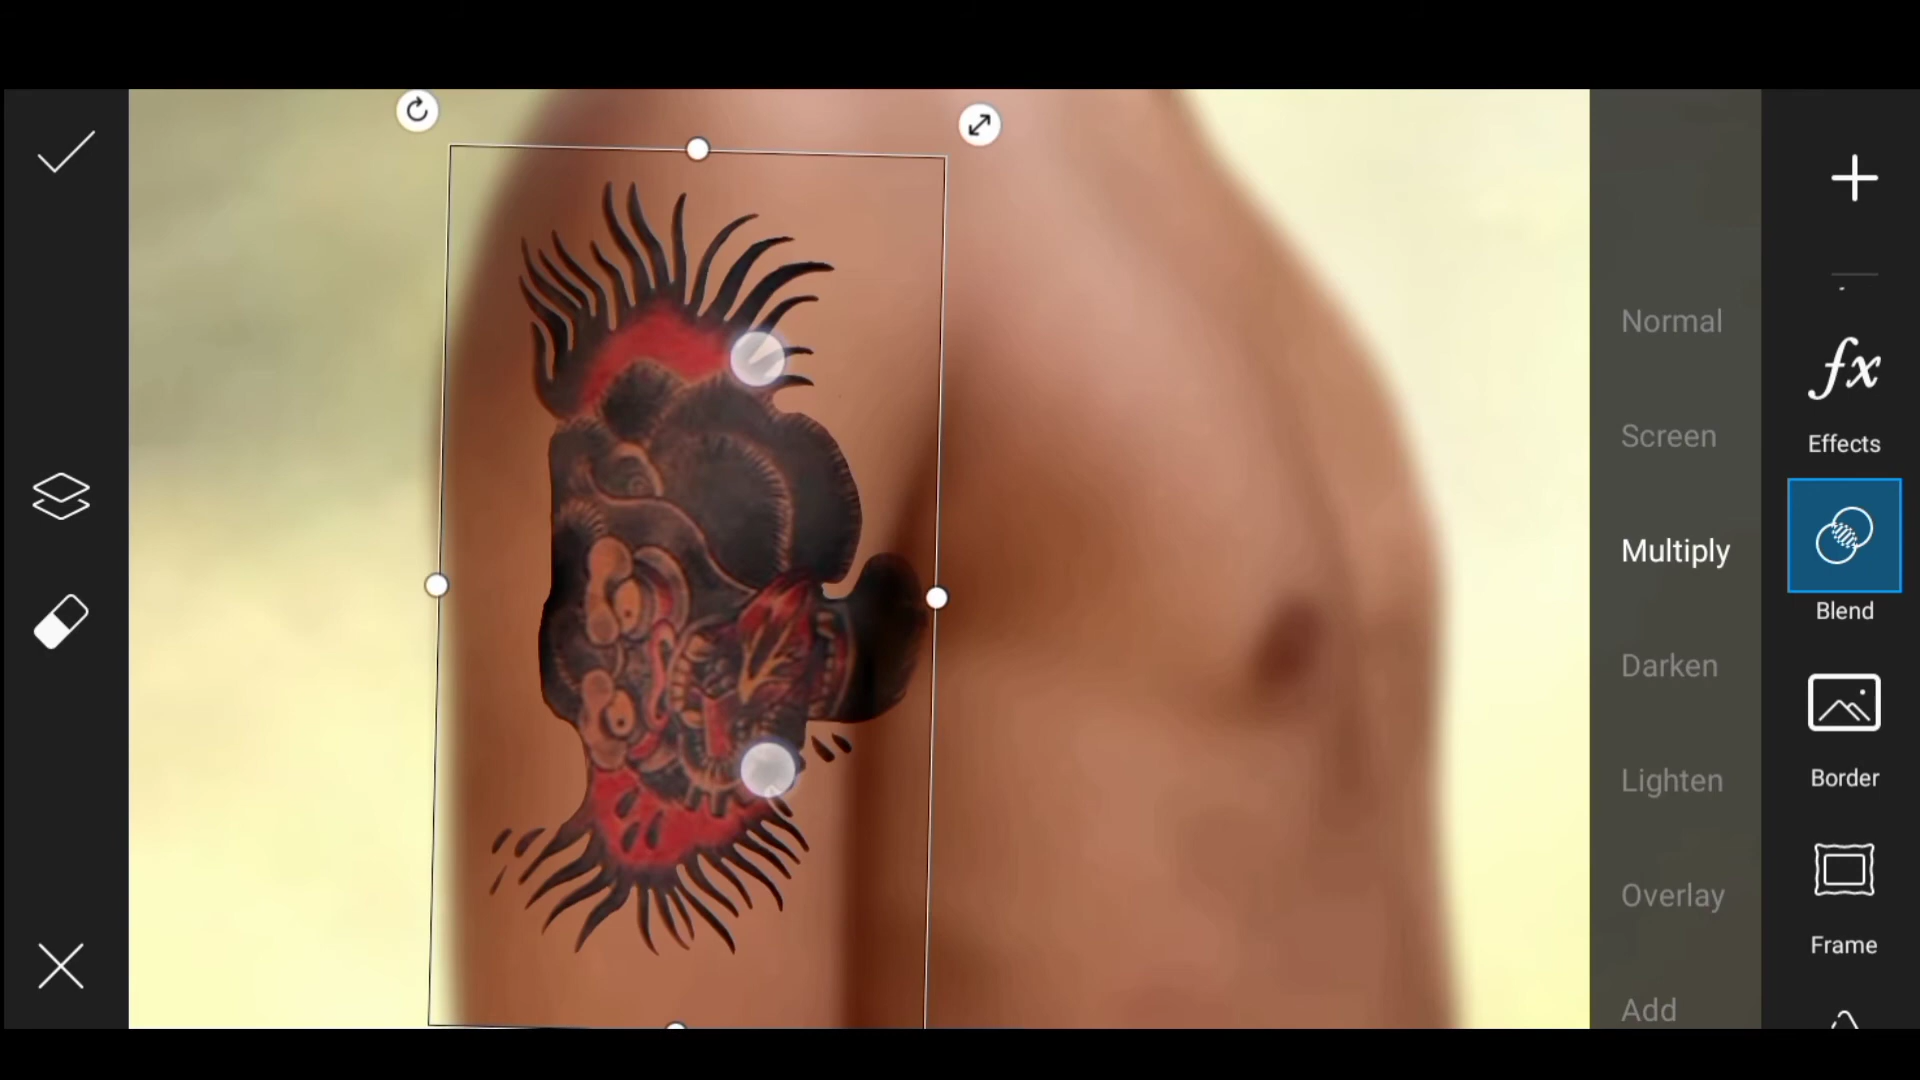 Normal
Screen
Multiply
Darken
Lighten
Overlay
Add
fx
Effects
Blend
Border
Frame